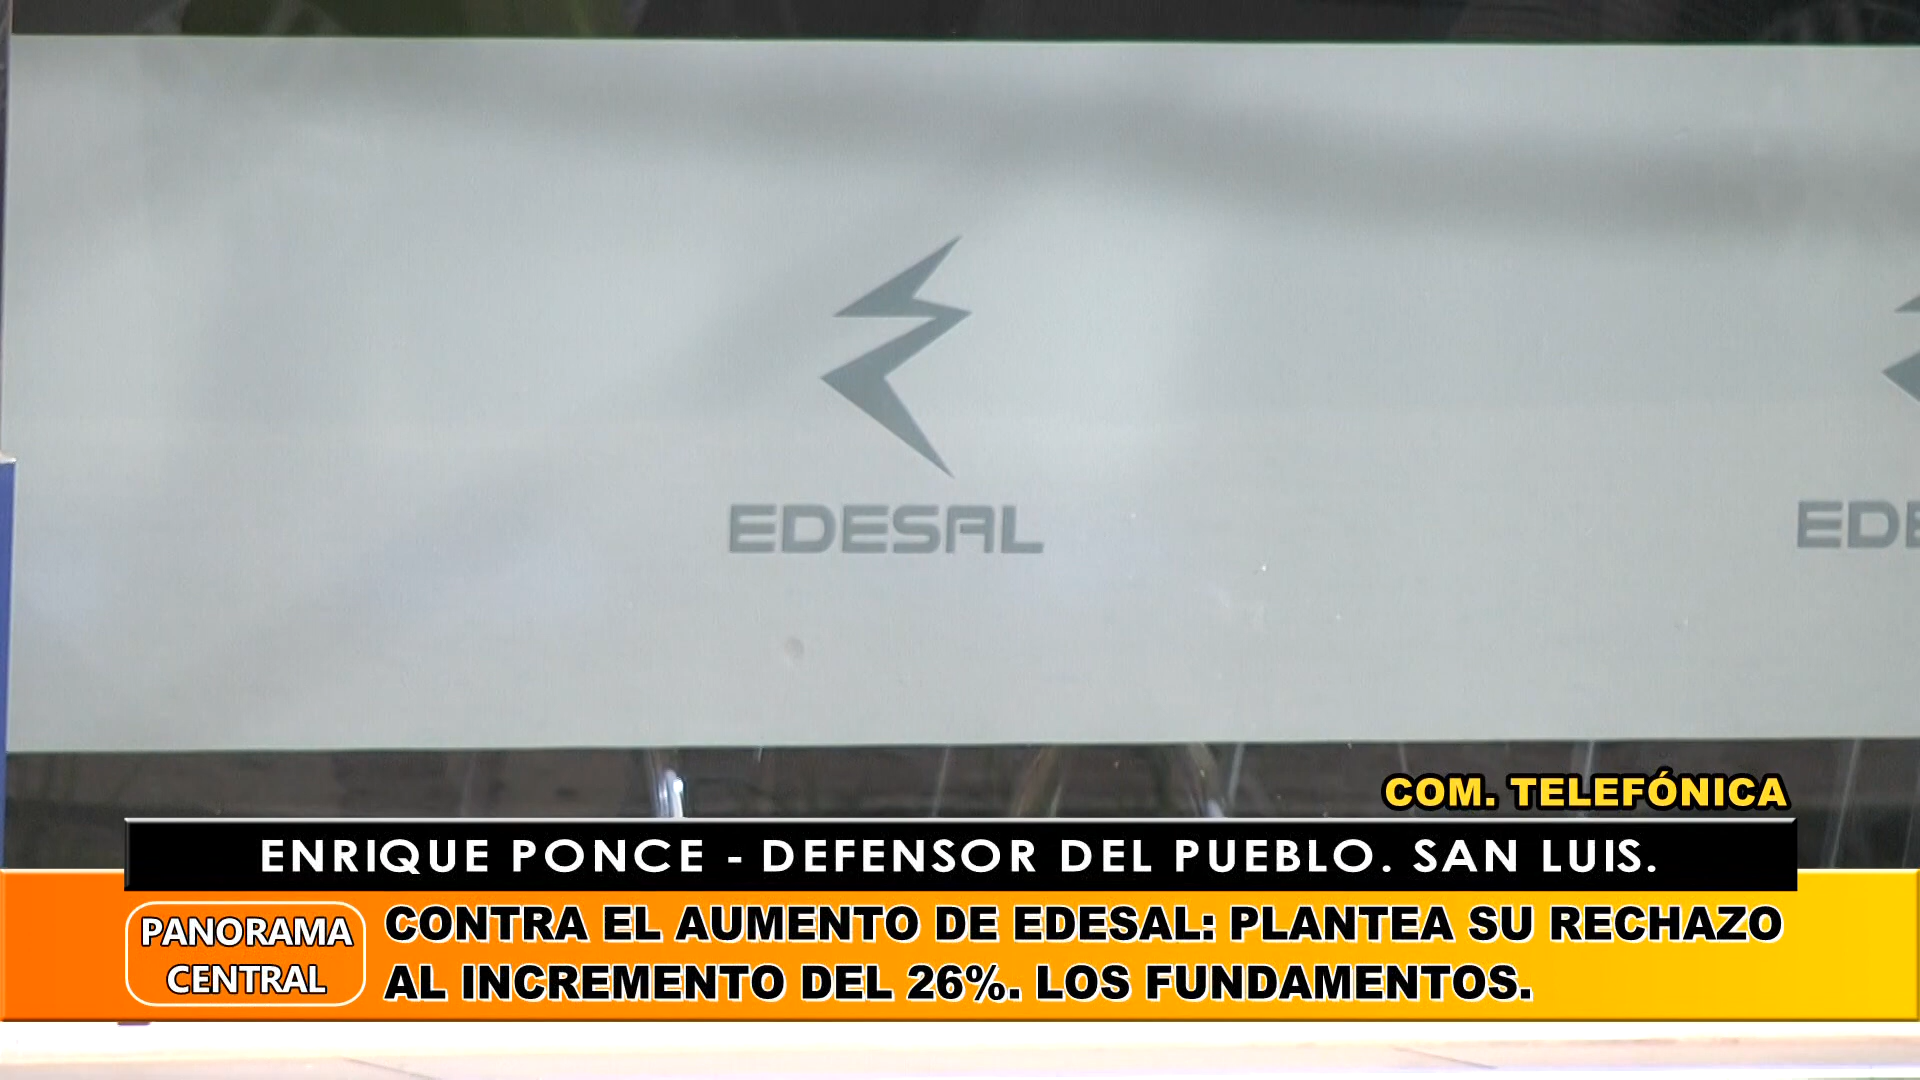 EDESAL
COM. TELEFÓNICA
ENRIQUE PONCE - DEFENSOR DEL PUEBLO. SAN LUIS.
PANORAMA
CENTRAL
CONTRA EL AUMENTO DE EDESAL: PLANTEA SU RECHAZO
AL INCREMENTO DEL 26%. LOS FUNDAMENTOS.